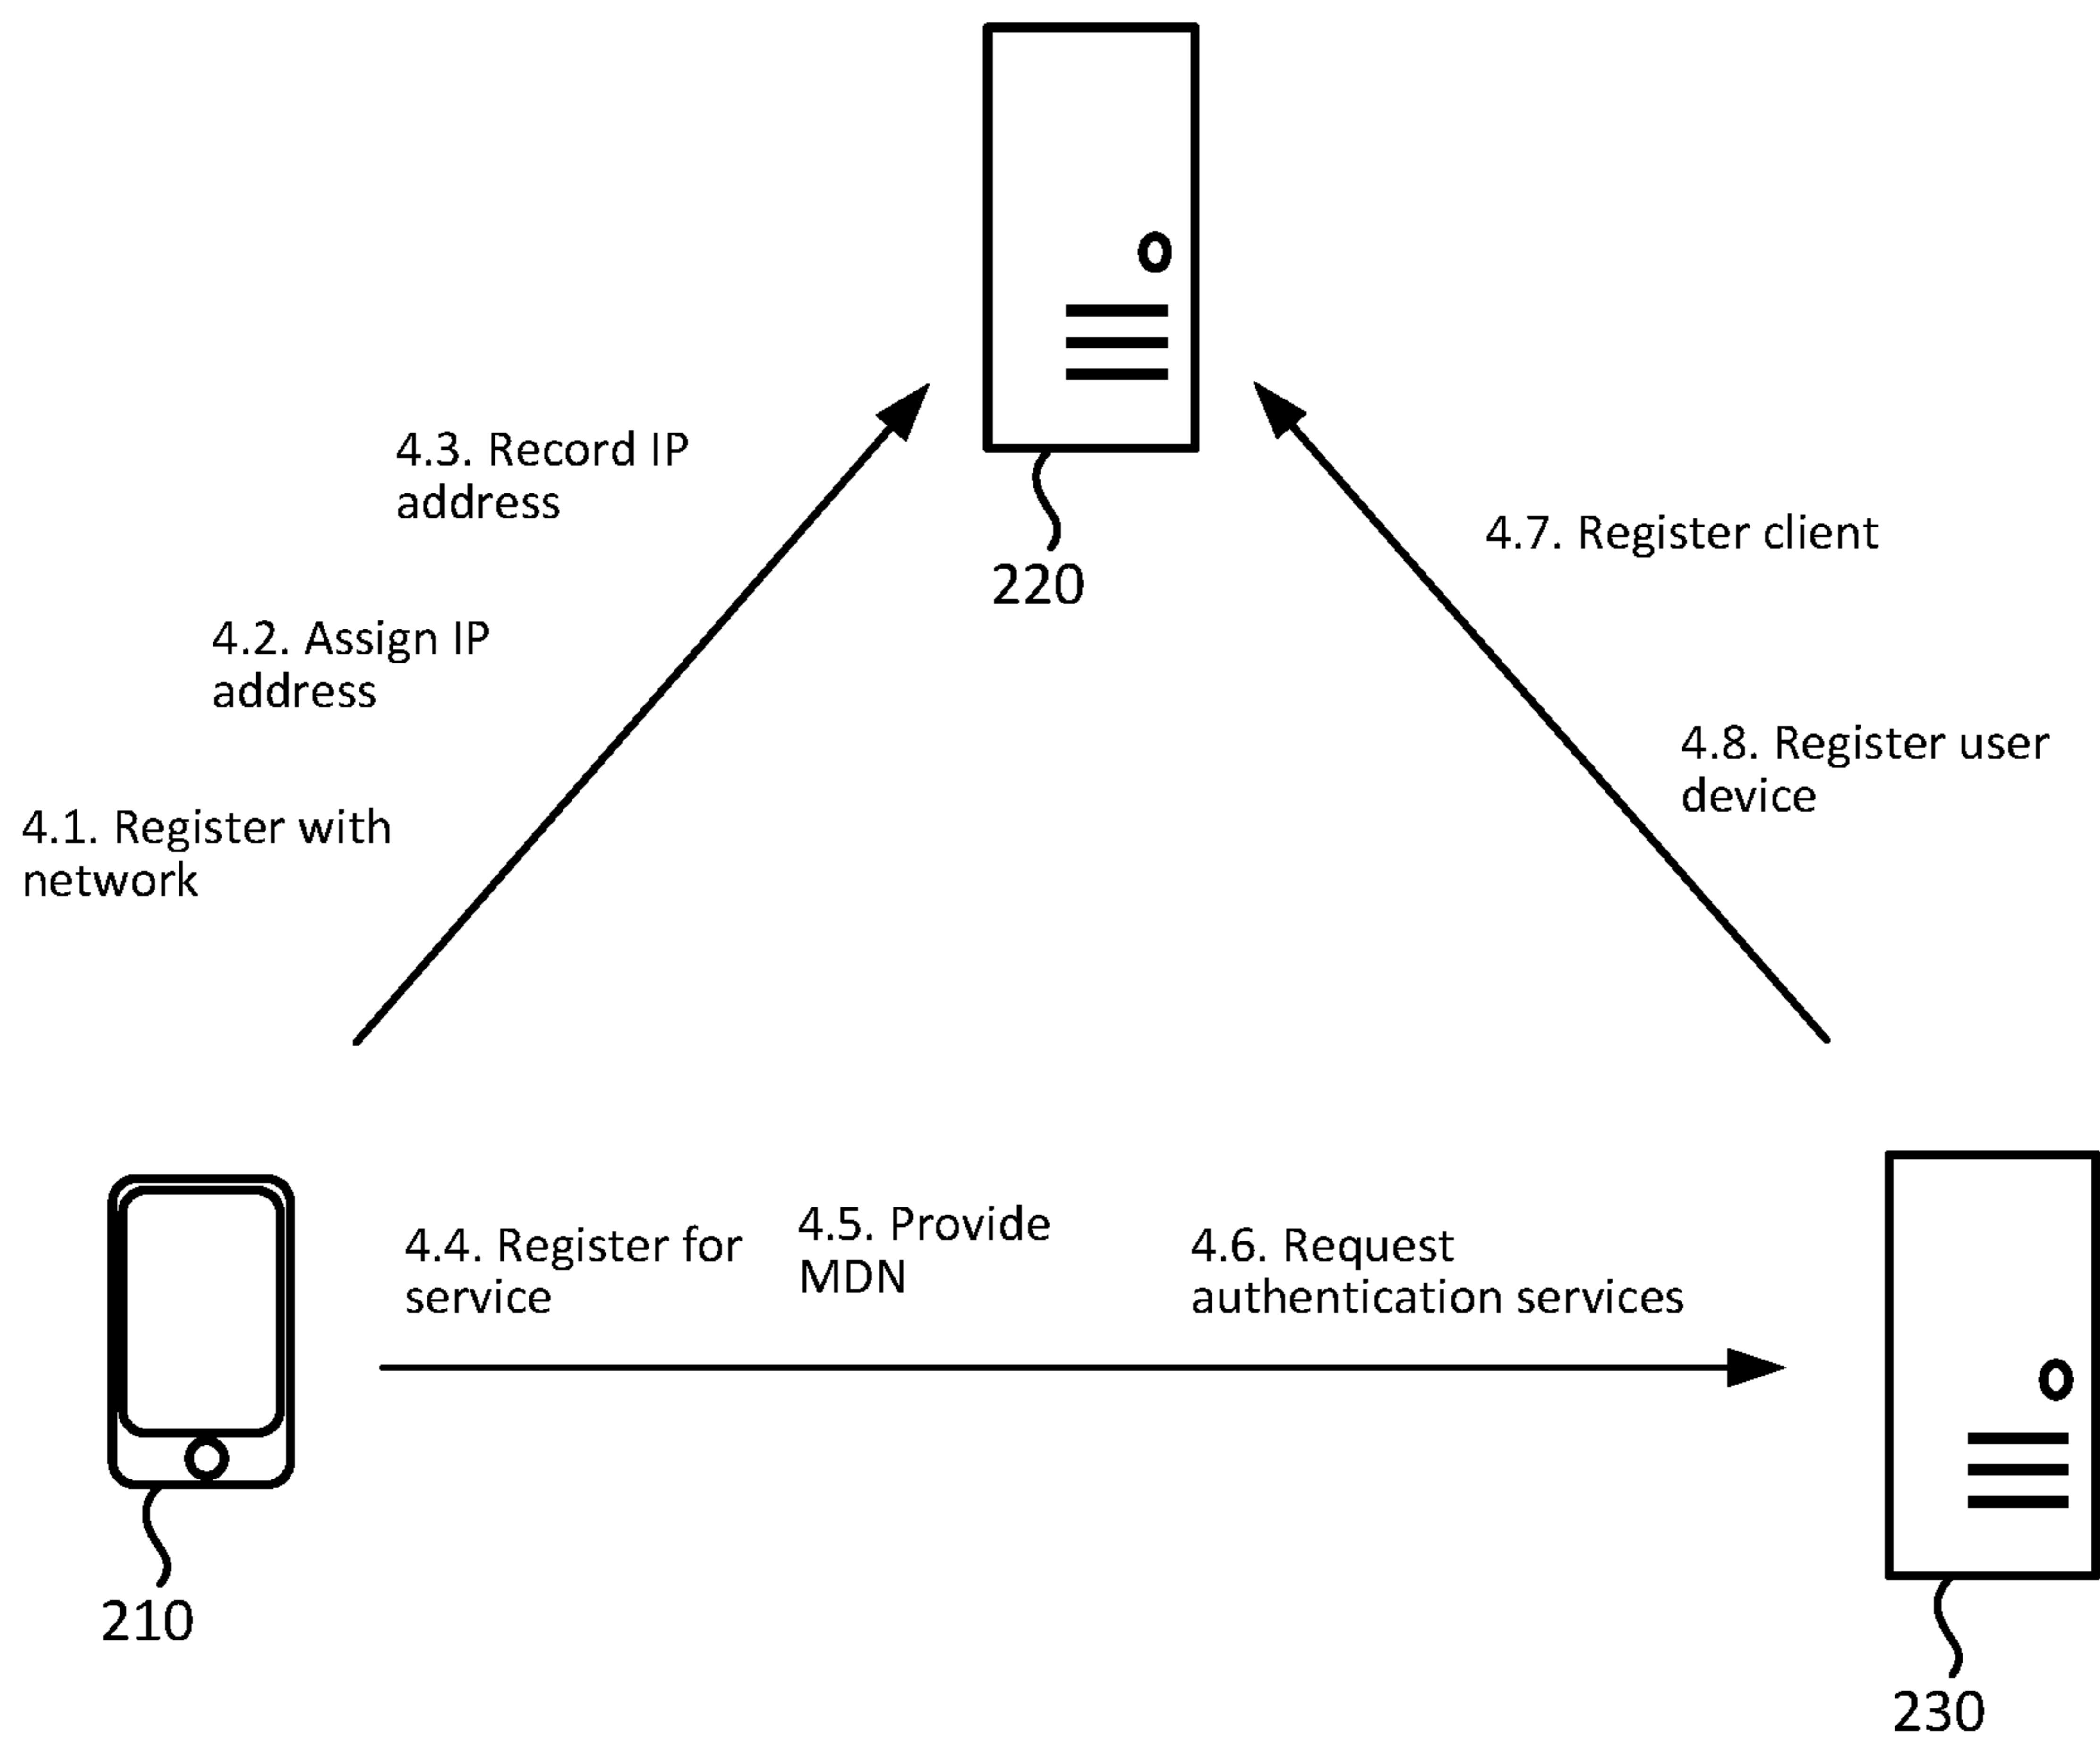 4.3. Record IP
address
220
4.7. Register client
4.2. Assign IP
address
4.8. Register user
device
4.1. Register with
network
4.4. Register for
service
4.5. Provide
MDN
4.6. Request
authentication services
210
230